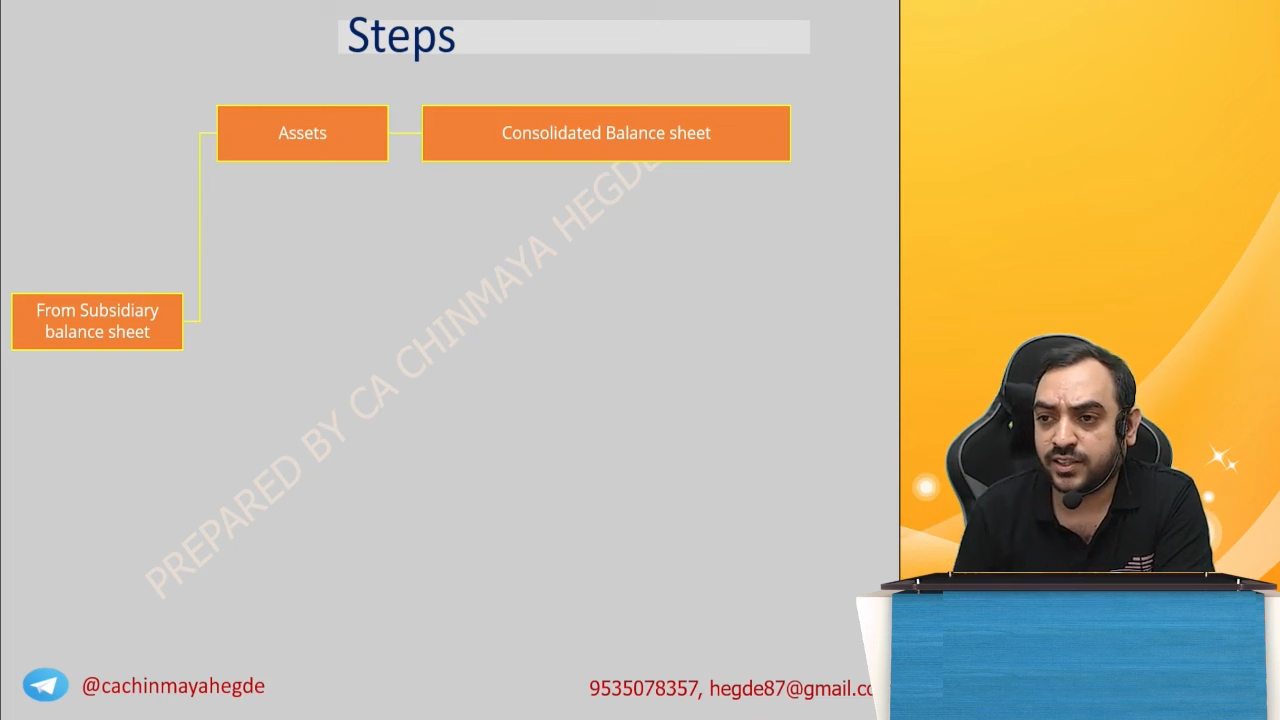 Steps
Assets
Consolidated Balance sheet
From Subsidiary
balance sheet
PREPARED BY CA CHINMAYA HEGDE
@cachinmayahegde
9535078357, hegde87@gmail.co